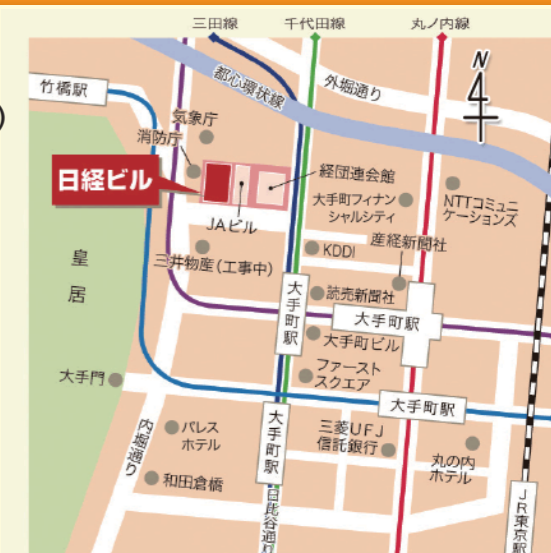 三田線
千代田線
丸ノ内線
N
竹橋駅
都心環状線
外堀通り
気象庁
消防庁
日経ビル
経団連会館
大手町フィナン
シャルシティ
NTTコミュニ
ケーションズ
JAビル
KDDI
産経新聞社
三井物産(工事中)
皇居
大手町駅
読売新聞社
大手町駅
大手町ビル
ファースト
スクエア
大手門
大手町駅
内堀通り
パレス
ホテル
大手町駅
三菱UFJ
信託銀行
丸の内
ホテル
和田倉橋
日比谷通り
JR東京駅
)